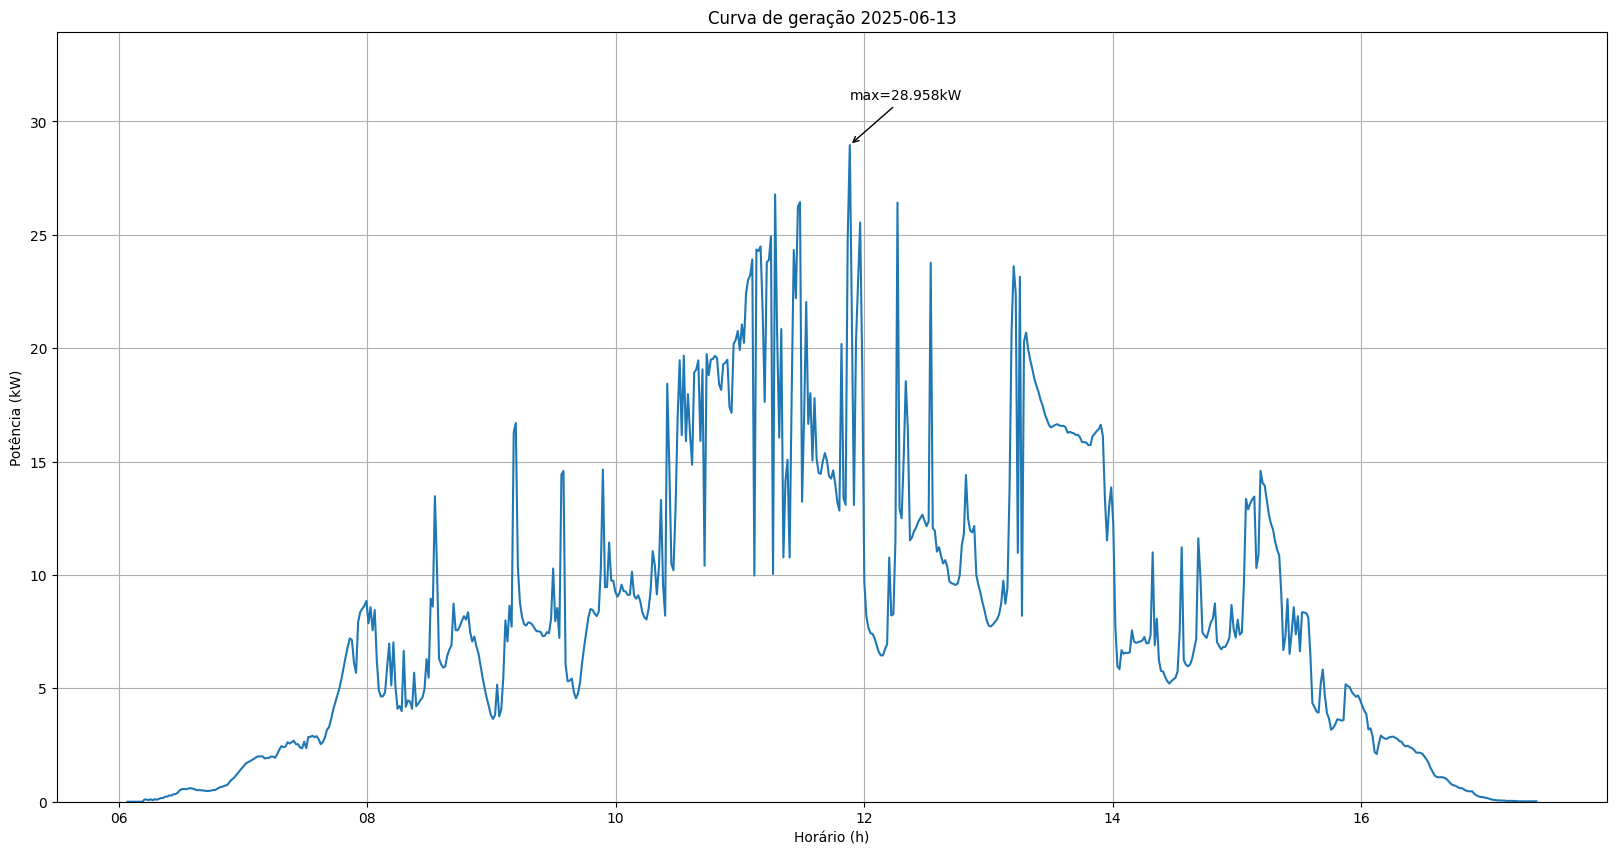 Curva de geração 2025-06-13
max=28.958kW
30
25
20
15
10
5
0
Potência (kW)
06 08 10 12 14 16
Horário (h)